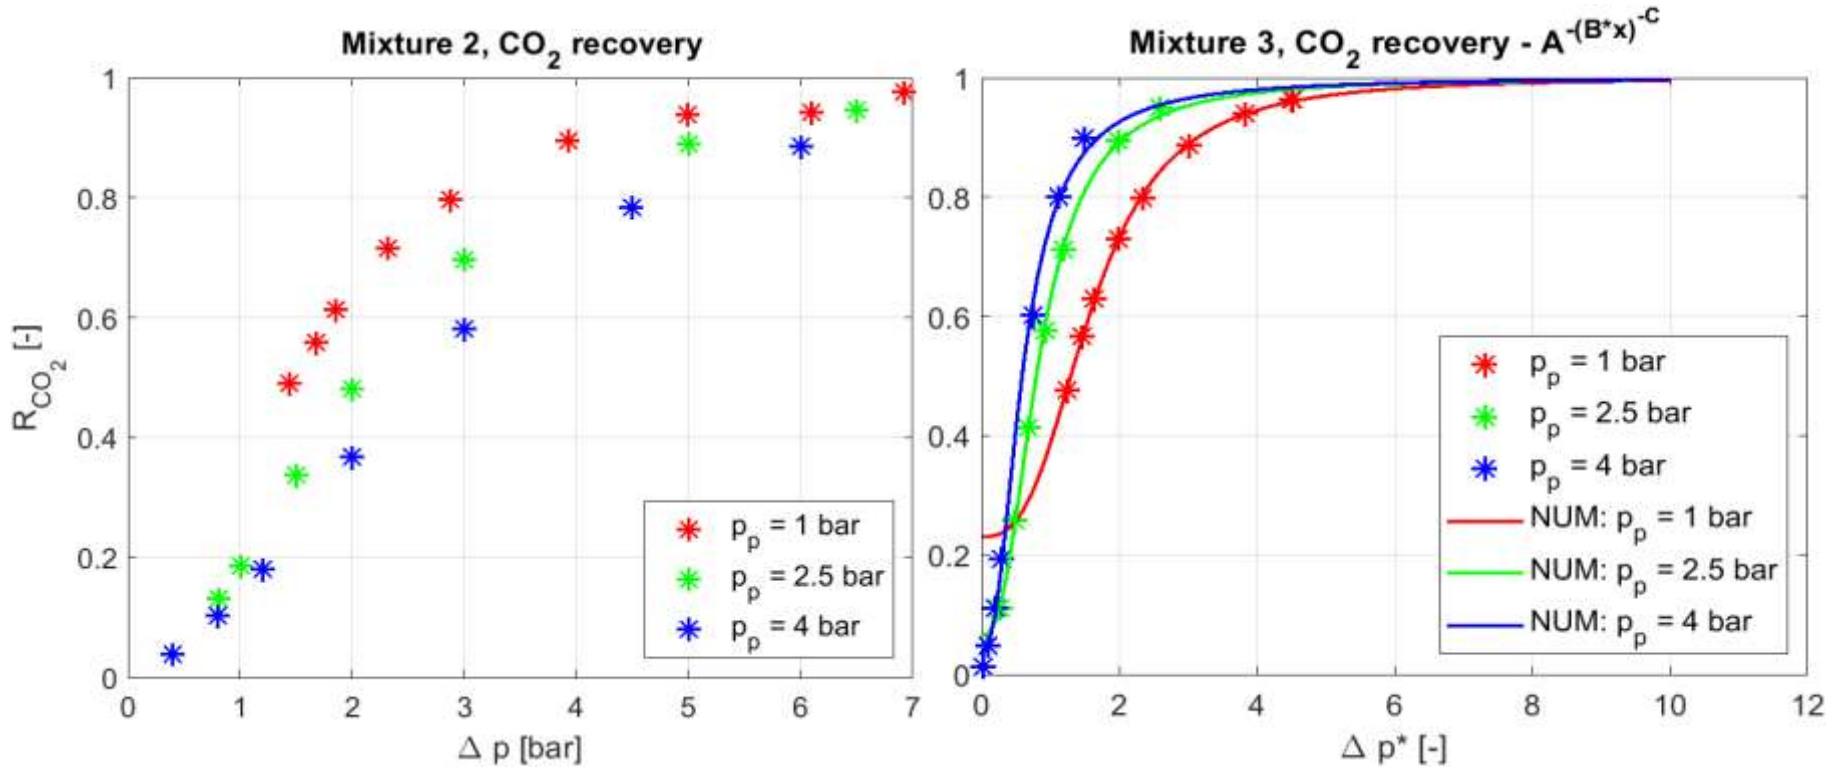 Mixture 2, CO2 recovery
1
0.8
0.6
0.4
0.2
0
0 1 2 3 4 5 6 7
RCO2 [-]
Δ p [bar]
pp = 1 bar
pp = 2.5 bar
pp = 4 bar
Mixture 3, CO2 recovery - A^-(B*x)^-C
1
0.8
0.6
0.4
0.2
0
0 2 4 6 8 10 12
Δ p* [-]
pp = 1 bar
pp = 2.5 bar
pp = 4 bar
NUM: pp = 1 bar
NUM: pp = 2.5 bar
NUM: pp = 4 bar